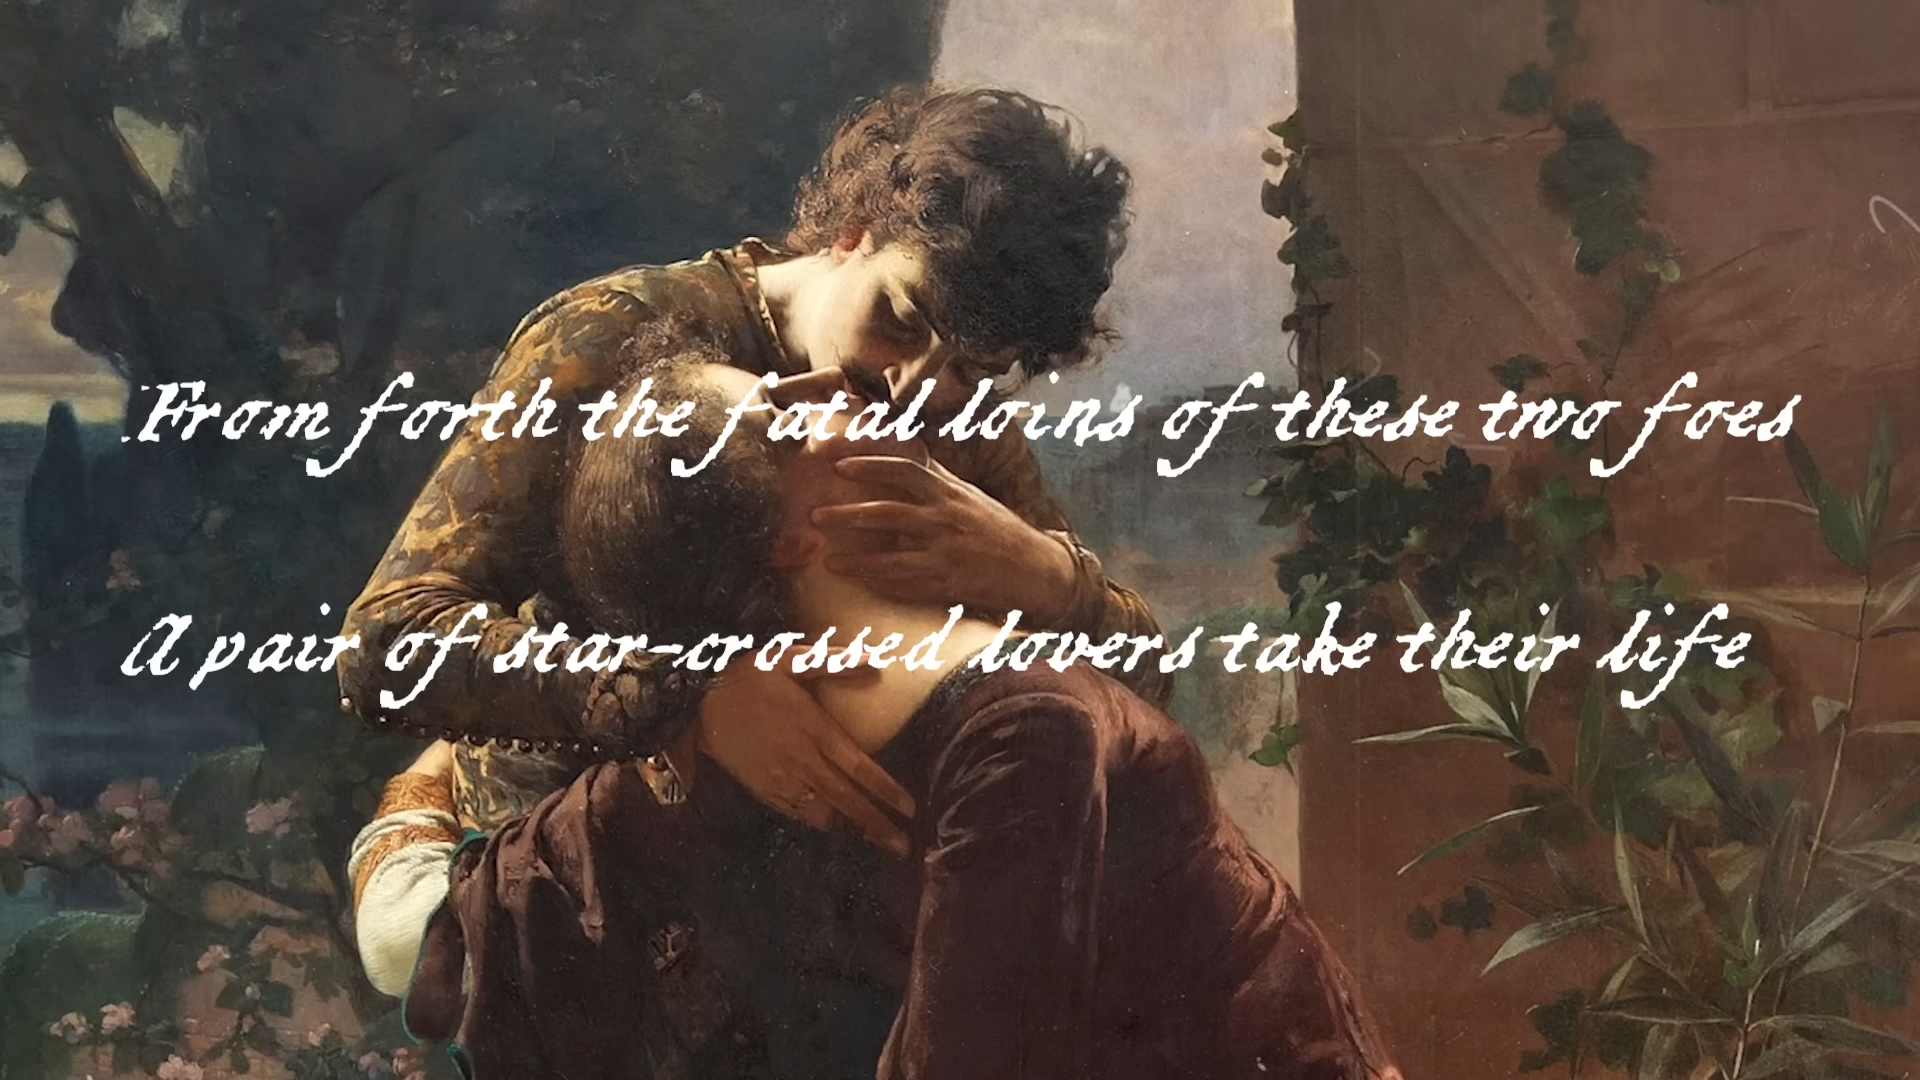 From forth the fatal loins of these two foes
A pair of star-crossed lovers take their life